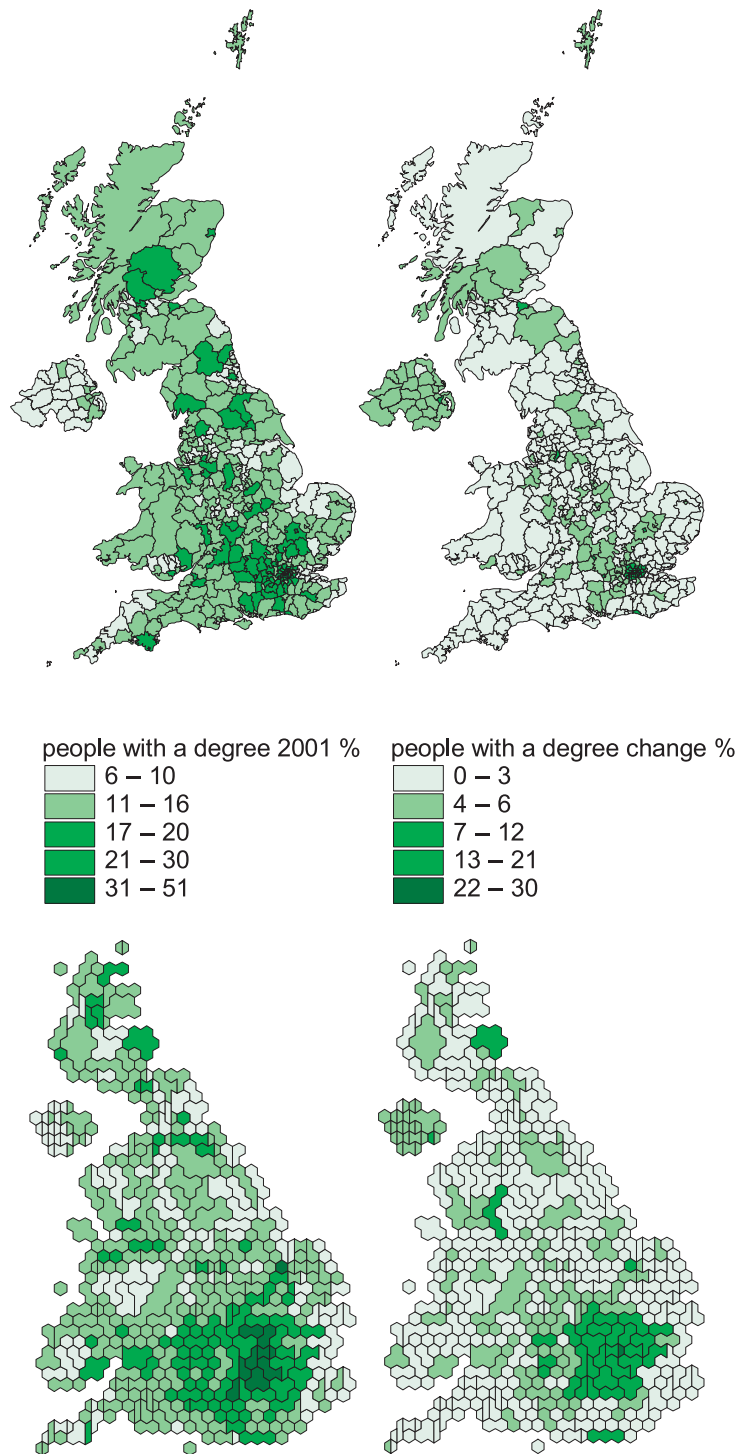 people with a degree 2001 %
6 – 10
11 – 16
17 – 20
21 – 30
31 – 51
people with a degree change %
0 – 3
4 – 6
7 – 12
13 – 21
22 – 30